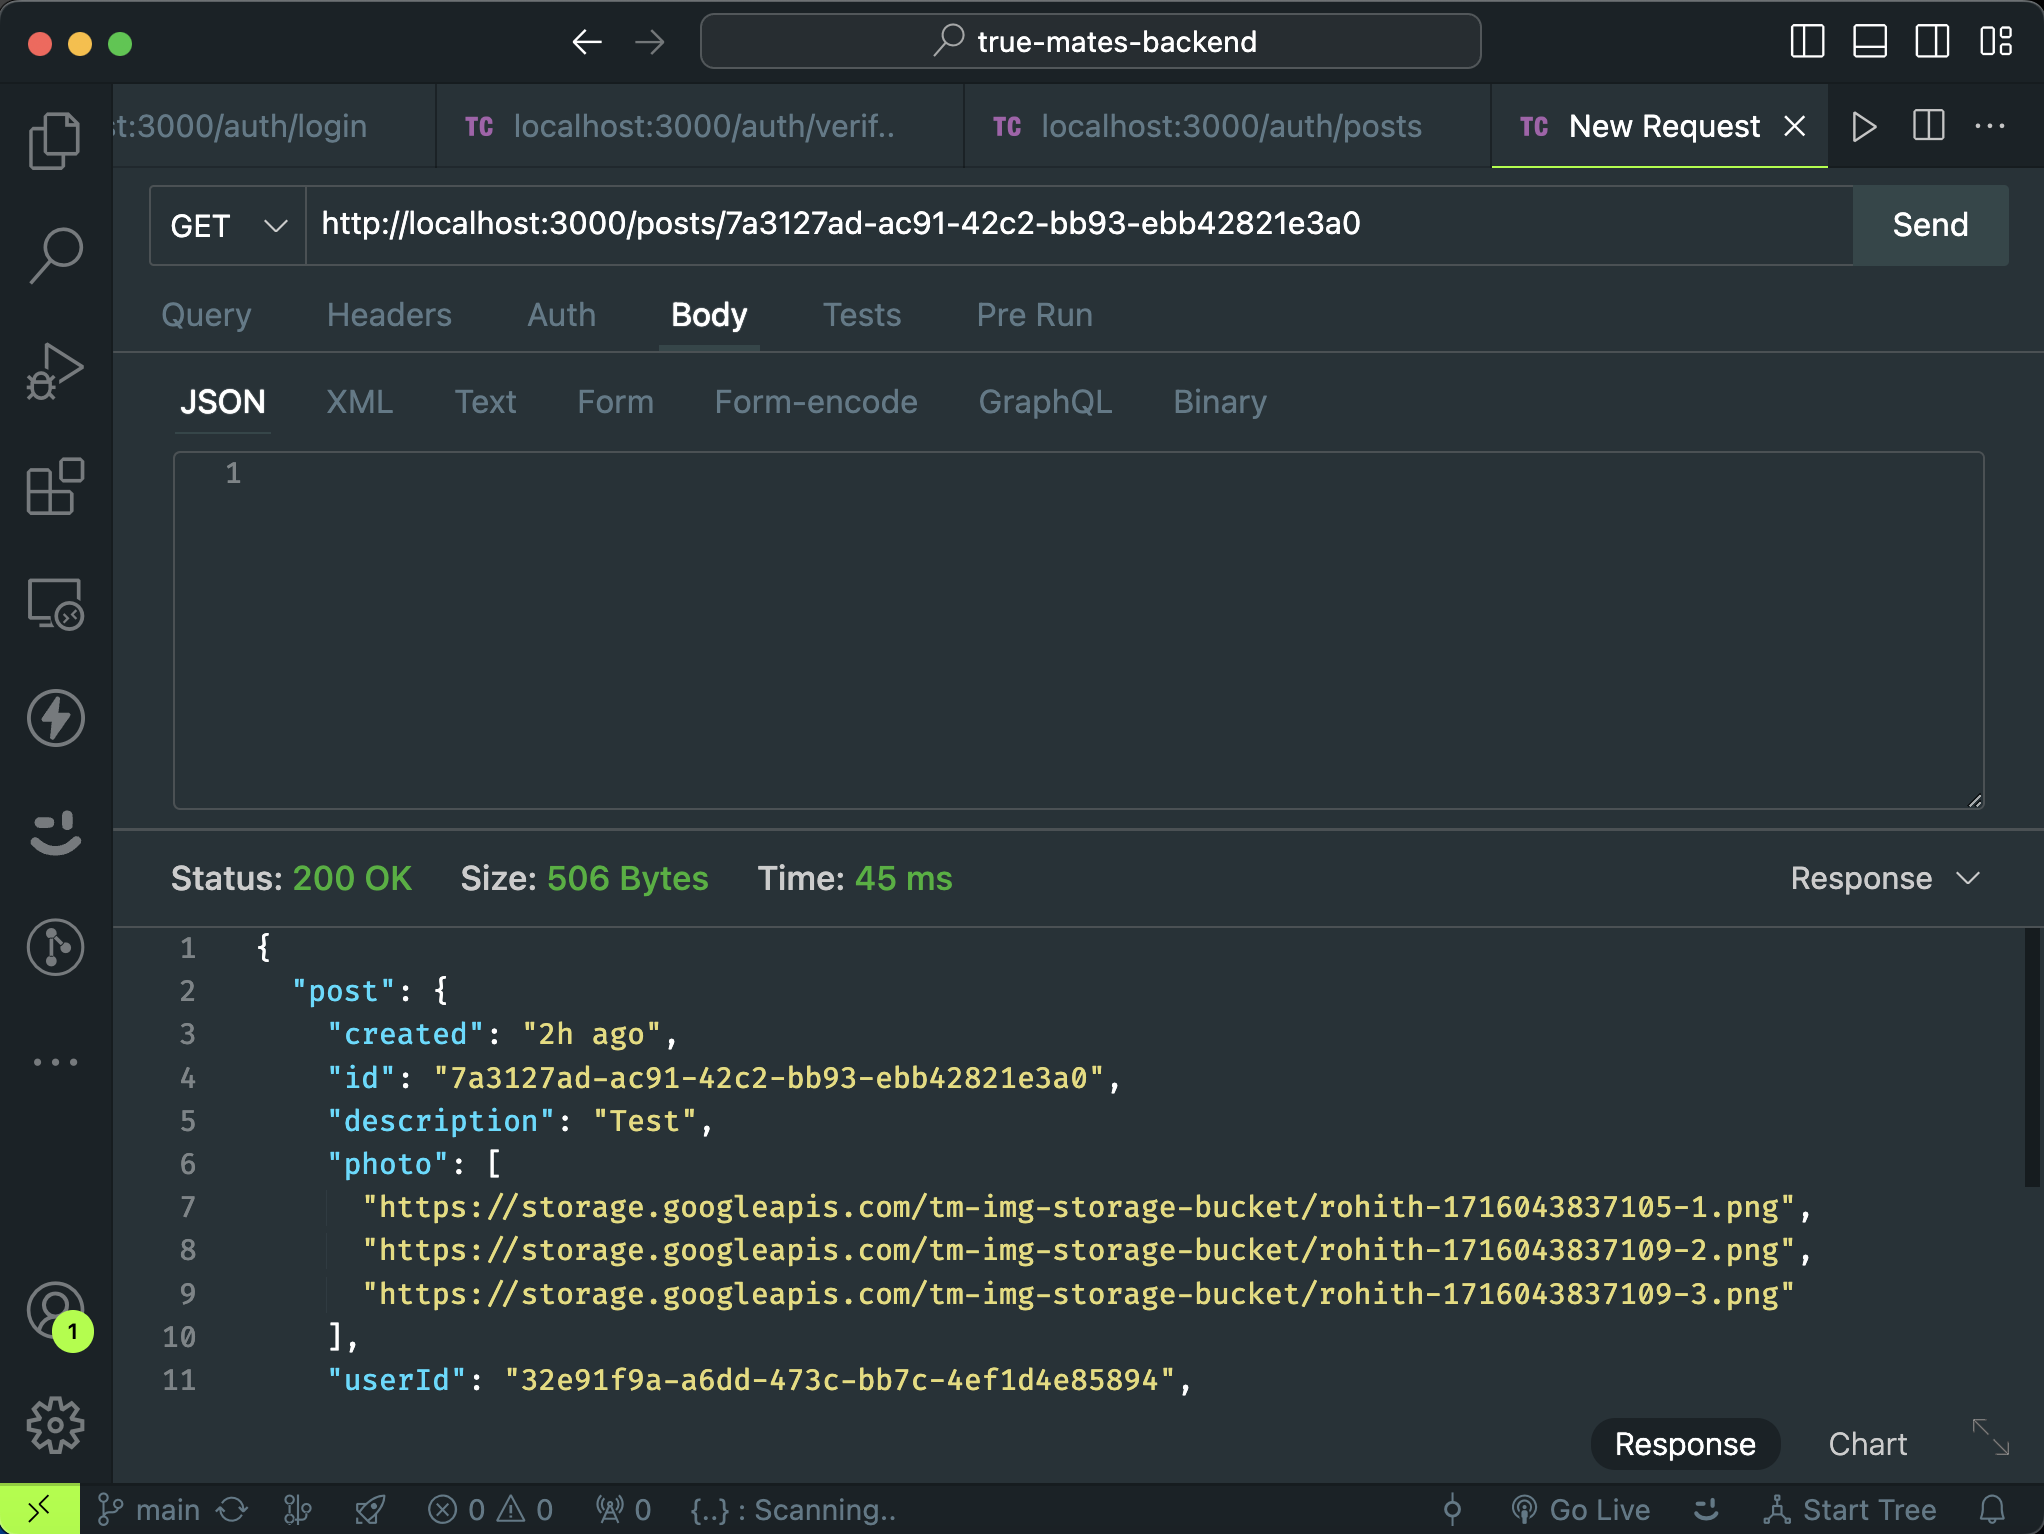 true-mates-backend
t:3000/auth/login
TC localhost:3000/auth/verif..
TC localhost:3000/auth/posts
TC New Request
GET
http://localhost:3000/posts/7a3127ad-ac91-42c2-bb93-ebb42821e3a0
Send
Query Headers Auth Body Tests Pre Run
JSON XML Text Form Form-encode GraphQL Binary
1
Status: 200 OK Size: 506 Bytes Time: 45 ms
Response
1 {
2 "post": {
3 "created": "2h ago",
4 "id": "7a3127ad-ac91-42c2-bb93-ebb42821e3a0",
5 "description": "Test",
6 "photo": [
7 "https://storage.googleapis.com/tm-img-storage-bucket/rohith-1716043837105-1.png",
8 "https://storage.googleapis.com/tm-img-storage-bucket/rohith-1716043837109-2.png",
9 "https://storage.googleapis.com/tm-img-storage-bucket/rohith-1716043837109-3.png"
10 ],
11 "userId": "32e91f9a-a6dd-473c-bb7c-4ef1d4e85894",
1
Response Chart
main 0 0 0 {..} : Scanning.. Go Live Start Tree